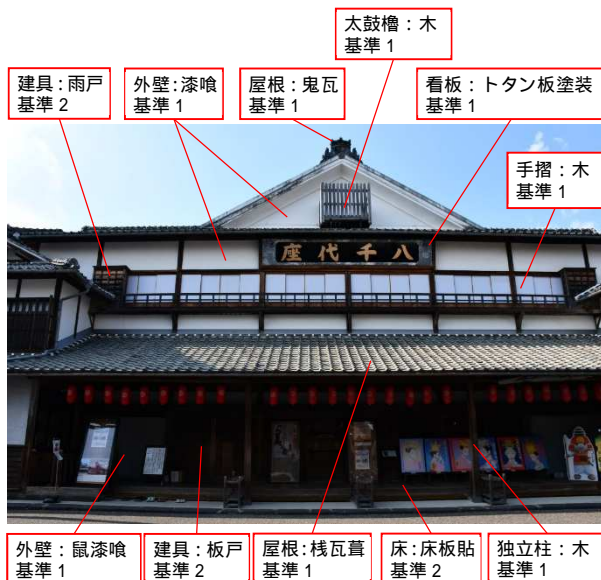 太鼓櫓：木
基準 1
建具：雨戸
基準 2
外壁：漆喰
基準 1
屋根：鬼瓦
基準 1
看板：トタン板塗装
基準 1
手摺：木
基準 1
座代千八
外壁：鼠漆喰
基準 1
建具：板戸
基準 2
屋根：桟瓦葺
基準 1
床：床板貼
基準 2
独立柱：木
基準 1